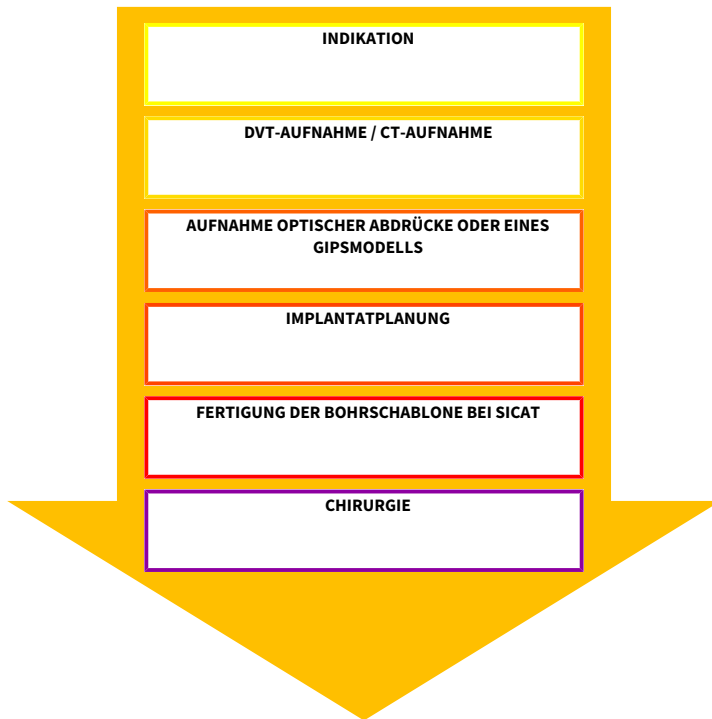 INDIKATION
DVT-AUFNAHME / CT-AUFNAHME
AUFNAHME OPTISCHER ABDRÜCKE ODER EINES
GIPSMODELLS
IMPLANTATPLANUNG
FERTIGUNG DER BOHRSCHABLONE BEI SICAT
CHIRURGIE